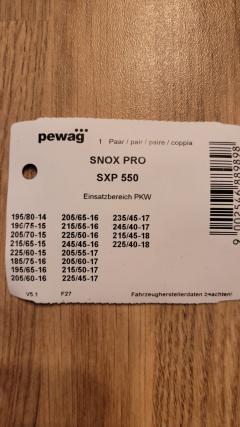 pewag
1 Paar / pair / paire / coppia
SNOX PRO
SXP 550
Einsatzbereich PKW
195/80-14 205/65-16 235/45-17
190/75-15 215/55-16 245/40-17
205/70-15 225/50-16 215/45-18
215/65-15 245/45-16 225/40-18
225/60-15 205/55-17
185/75-16 205/60-17
195/65-16 215/50-17
205/60-16 225/45-17
V5.1 F27 Fahrzeugherstellerdaten beachten!